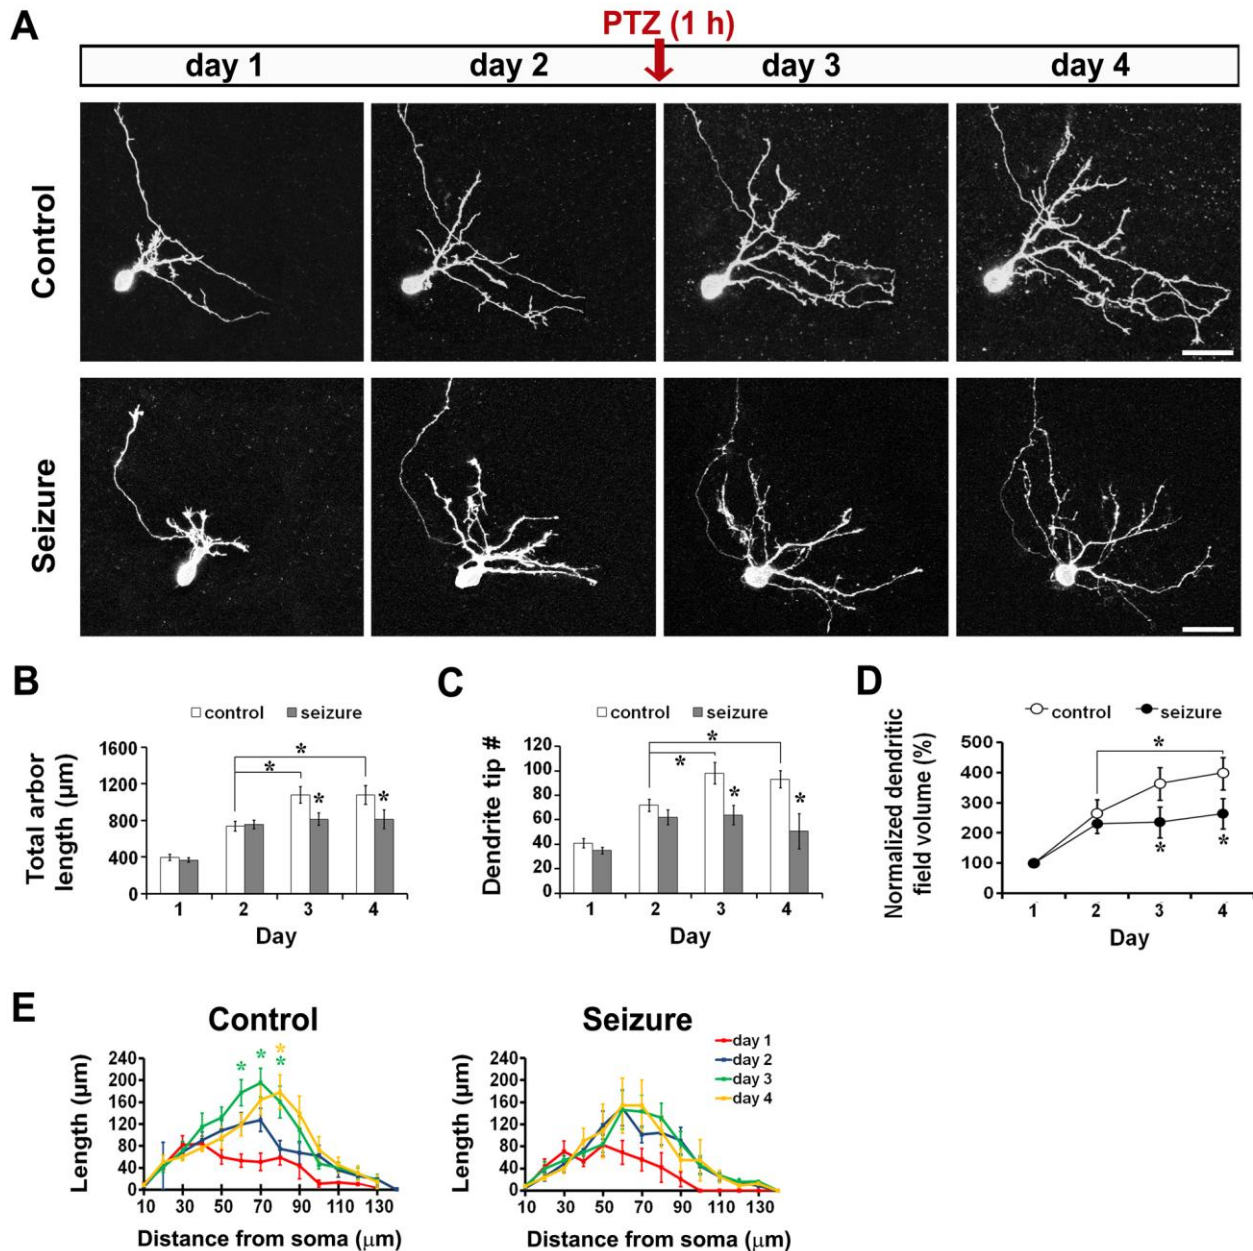 A
PTZ (1 h)
day 1 day 2 day 3 day 4
Control
Seizure
B
control seizure
Total arbor
length (μm)
1600
1200
800
400
* *
* *
1 2 3 4
Day
C
control seizure
Dendrite tip #
120
100
80
60
40
20
0
* *
* *
1 2 3 4
Day
D
control seizure
Normalized dendritic
field volume (%)
500
400
300
200
100
0
*
* *
1 2 3 4
Day
E
Control
Length (μm)
240
200
160
120
80
40
0
* * * *
10 30 50 70 90 110 130
Distance from soma (μm)
Seizure
Length (μm)
240
200
160
120
80
40
0
day 1
day 2
day 3
day 4
10 30 50 70 90 110 130
Distance from soma (μm)